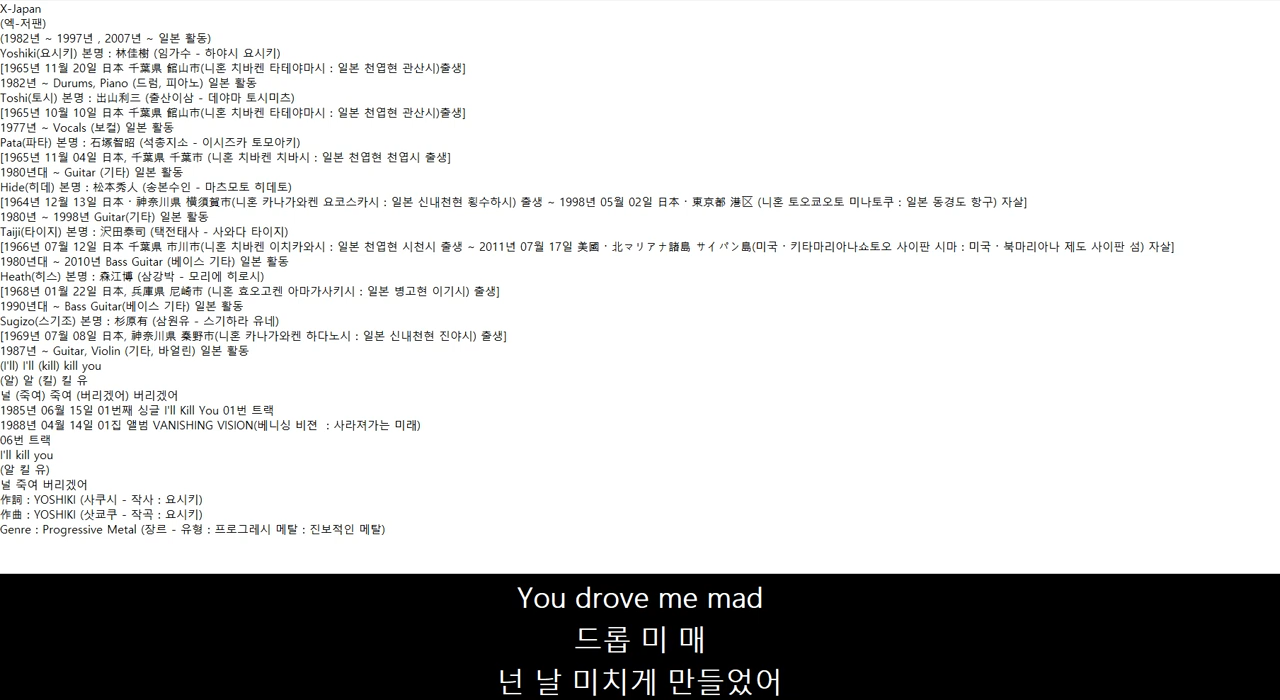 X-Japan
(엑-저팬)
(1982년 ~ 1997년 , 2007년 ~ 일본 활동)
Yoshiki(요시키) 본명 : 林佳樹 (임가수 - 하야시 요시키)
[1965년 11월 20일 日本 千葉県 館山市(니혼 치바켄 타테야마시 : 일본 천엽현 관산시)출생]
1982년 ~ Durums, Piano (드럼, 피아노) 일본 활동
Toshi(토시) 본명 : 出山利三 (출산이삼 - 데야마 토시미츠)
[1965년 10월 10일 日本 千葉県 館山市(니혼 치바켄 타테야마시 : 일본 천엽현 관산시)출생]
1977년 ~ Vocals (보컬) 일본 활동
Pata(파타) 본명 : 石塚智昭 (석총지소 - 이시즈카 토모아키)
[1965년 11월 04일 日本, 千葉県 千葉市 (니혼 치바켄 치바시 : 일본 천엽현 천엽시 출생]
1980년대 ~ Guitar (기타) 일본 활동
Hide(히데) 본명 : 松本秀人 (송본수인 - 마츠모토 히데토)
[1964년 12월 13일 日本 · 神奈川県 横須賀市(니혼 카나가와켄 요코스카시 : 일본 신내천현 횡수하시) 출생 ~ 1998년 05월 02일 日本 · 東京都 港区 (니혼 토오쿄오토 미나토쿠 : 일본 동경도 항구) 자살]
1980년 ~ 1998년 Guitar(기타) 일본 활동
Taiji(타이지) 본명 : 沢田泰司 (택전태사 - 사와다 타이지)
[1966년 07월 12일 日本 千葉県 市川市(니혼 치바켄 이치카와시 : 일본 천엽현 시천시 출생 ~ 2011년 07월 17일 美國 · 北マリアナ諸島 サイパン島(미국 · 키타마리아나쇼토오 사이판 시마 : 미국 · 북마리아나 제도 사이판 섬) 자살]
1980년대 ~ 2010년 Bass Guitar (베이스 기타) 일본 활동
Heath(히스) 본명 : 森江博 (삼강박 - 모리에 히로시)
[1968년 01월 22일 日本, 兵庫県 尼崎市 (니혼 효오고켄 아마가사키시 : 일본 병고현 이기시) 출생]
1990년대 ~ Bass Guitar(베이스 기타) 일본 활동
Sugizo(스기조) 본명 : 杉原有 (삼원유 - 스기하라 유네)
[1969년 07월 08일 日本, 神奈川県 秦野市(니혼 카나가와켄 하다노시 : 일본 신내천현 진야시) 출생]
1987년 ~ Guitar, Violin (기타, 바얼린) 일본 활동
(I'll) I'll (kill) kill you
(알) 알 (킬) 킬 유
널 (죽여) 죽여 (버리겠어) 버리겠어
1985년 06월 15일 01번째 싱글 I'll Kill You 01번 트랙
1988년 04월 14일 01집 앨범 VANISHING VISION(베니싱 비젼  : 사라져가는 미래)
06번 트랙
I'll kill you
(알 킬 유)
널 죽여 버리겠어
作詞 : YOSHIKI (사쿠시 - 작사 : 요시키)
作曲 : YOSHIKI (삿쿄쿠 - 작곡 : 요시키)
Genre : Progressive Metal (장르 - 유형 : 프로그레시 메탈 : 진보적인 메탈)
You drove me mad
드롭 미 매
넌 날 미치게 만들었어